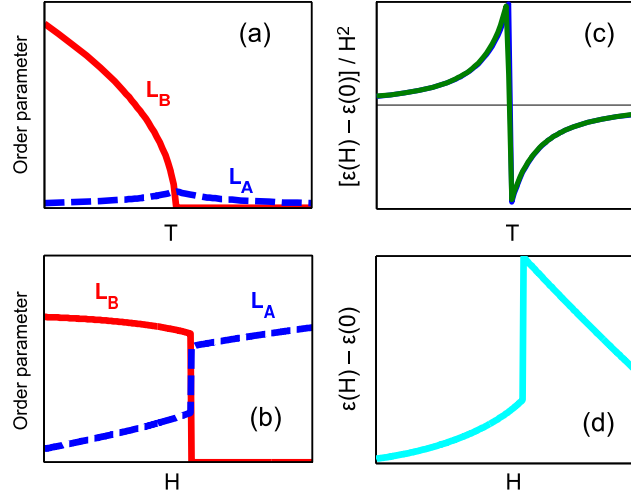 (a)
Order parameter
L_B
L_A
T
(c)
[ε(H) – ε(0)] / H²
T
L_B
L_A
Order parameter
(b)
H
ε(H) – ε(0)
(d)
H